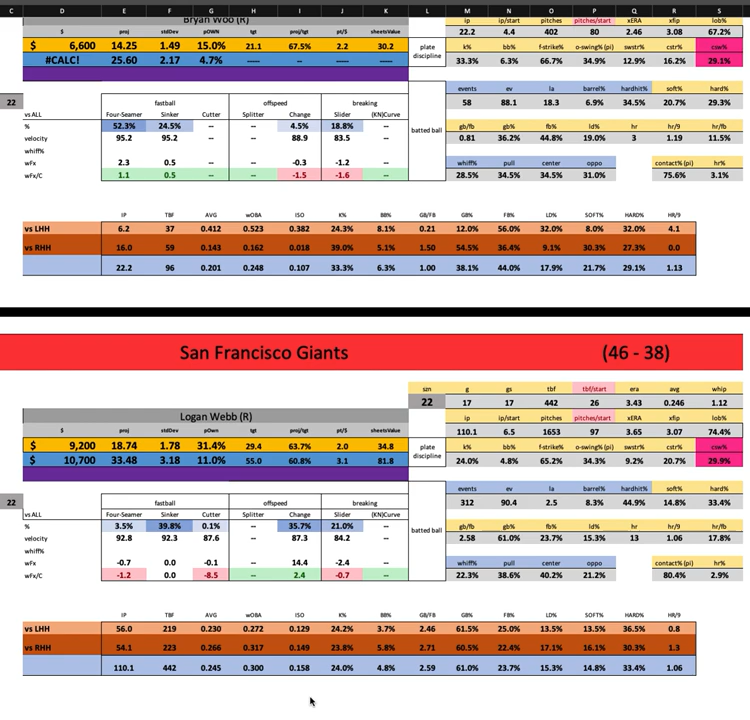 C D E F G H I J K L M N O P Q R S
Bryan Woo (R) ip ip/start pitches pitches/start xERA xfip lob%
$ proj stdDev pOWN tgt proj/tgt pt/$ sheetsValue 22.2 4.4 402 80 2.46 3.08 67.2%
$ 6,600 14.25 1.49 15.0% 21.1 67.5% 2.2 30.2 plate discipline k% bb% f-strike% o-swing% (pi) swstr% cstr% csw%
#CALC! 25.60 2.17 4.7% 33.3% 6.3% 66.7% 34.9% 12.9% 16.2% 29.1%
events ev la barrel% hardhit% soft% hard%
22 fastball offspeed breaking 58 88.1 18.3 6.9% 34.5% 20.7% 29.3%
vsALL Four-Seamer Sinker Cutter Splitter Change Slider (KN)Curve
% 52.3% 24.5% -- -- 4.5% 18.8% -- batted ball gb/fb gb% fb% ld% hr hr/9 hr/fb
velocity 95.2 95.2 -- -- 88.9 83.5 -- 0.81 36.2% 44.8% 19.0% 3 1.19 11.5%
whiff%
wFx 2.3 0.5 -- -- -0.3 -1.2 -- whiff% pull center oppo contact% (pi) hr%
wFx/C 1.1 0.5 -- -- -1.5 -1.6 -- 28.5% 34.5% 34.5% 31.0% 75.6% 3.1%
IP TBF AVG wOBA ISO K% BB% GB/FB GB% FB% LD% SOFT% HARD% HR/9
vs LHH 6.2 37 0.412 0.523 0.382 24.3% 8.1% 0.21 12.0% 56.0% 32.0% 8.0% 32.0% 4.1
vs RHH 16.0 59 0.143 0.162 0.018 39.0% 5.1% 1.50 54.5% 36.4% 9.1% 30.3% 27.3% 0.0
22.2 96 0.201 0.248 0.107 33.3% 6.3% 1.00 38.1% 44.0% 17.9% 21.7% 29.1% 1.13
San Francisco Giants (46 - 38)
szn g gs tbf tbf/start era avg whip
22 17 17 442 26 3.43 0.246 1.12
Logan Webb (R) ip ip/start pitches pitches/start xERA xfip lob%
$ proj stdDev pOwn tgt proj/tgt pt/$ sheetsValue 110.1 6.5 1653 97 3.65 3.07 74.4%
$ 9,200 18.74 1.78 31.4% 29.4 63.7% 2.0 34.8 plate discipline k% bb% f-strike% o-swing% (pi) swstr% cstr% csw%
$ 10,700 33.48 3.18 11.0% 55.0 60.8% 3.1 81.8 24.0% 4.8% 65.2% 34.3% 9.2% 20.7% 29.9%
events ev la barrel% hardhit% soft% hard%
22 fastball offspeed breaking 312 90.4 2.5 8.3% 44.9% 14.8% 33.4%
vsALL Four-Seamer Sinker Cutter Splitter Change Slider (KN)Curve
% 3.5% 39.8% 0.1% -- 35.7% 21.0% -- batted ball gb/fb gb% fb% ld% hr hr/9 hr/fb
velocity 92.8 92.3 87.6 -- 87.3 84.2 -- 2.58 61.0% 23.7% 15.3% 13 1.06 17.8%
whiff%
wFx -0.7 0.0 -0.1 -- 14.4 -2.4 -- whiff% pull center oppo contact% (pi) hr%
wFx/C -1.2 0.0 -8.5 -- 2.4 -0.7 -- 22.3% 38.6% 40.2% 21.2% 80.4% 2.9%
IP TBF AVG wOBA ISO K% BB% GB/FB GB% FB% LD% SOFT% HARD% HR/9
vs LHH 56.0 219 0.230 0.272 0.129 24.2% 3.7% 2.46 61.5% 25.0% 13.5% 13.5% 36.5% 0.8
vs RHH 54.1 223 0.266 0.317 0.149 23.8% 5.8% 2.71 60.5% 22.4% 17.1% 16.1% 30.3% 1.3
110.1 442 0.245 0.300 0.158 24.0% 4.8% 2.59 61.0% 23.7% 15.3% 14.8% 33.4% 1.06